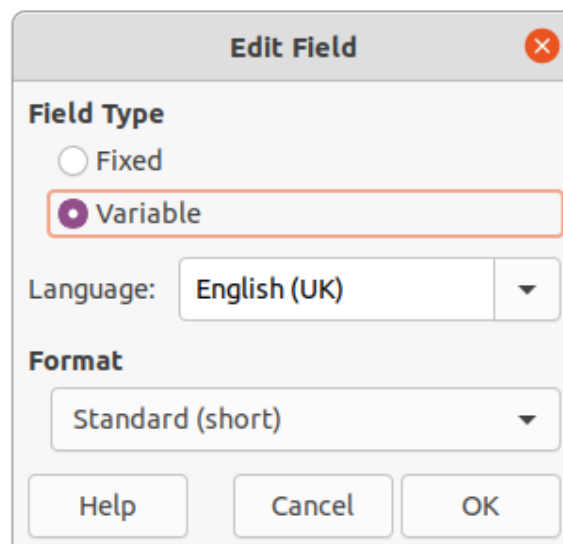 Edit Field
Field Type
Fixed
Variable
Language: English (UK)
Format
Standard (short)
Help Cancel OK